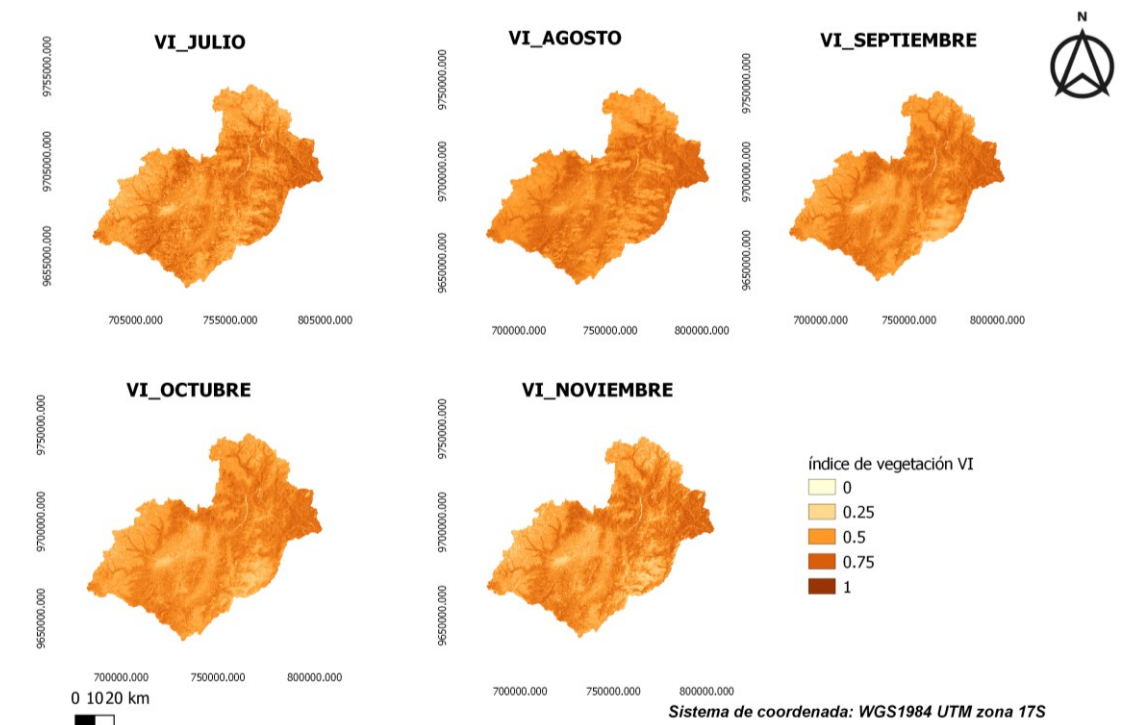 N
VI_JULIO
VI_AGOSTO
VI_SEPTIEMBRE
9755000.000
9705000.000
9655000.000
705000.000 755000.000 805000.000
9750000.000
9700000.000
9650000.000
700000.000 750000.000 800000.000
9750000.000
9700000.000
9650000.000
700000.000 750000.000 800000.000
VI_OCTUBRE
VI_NOVIEMBRE
9750000.000
9700000.000
9650000.000
700000.000 750000.000 800000.000
9750000.000
9700000.000
9650000.000
700000.000 750000.000 800000.000
índice de vegetación VI
0
0.25
0.5
0.75
1
0 10 20 km
Sistema de coordenada: WGS1984 UTM zona 17S